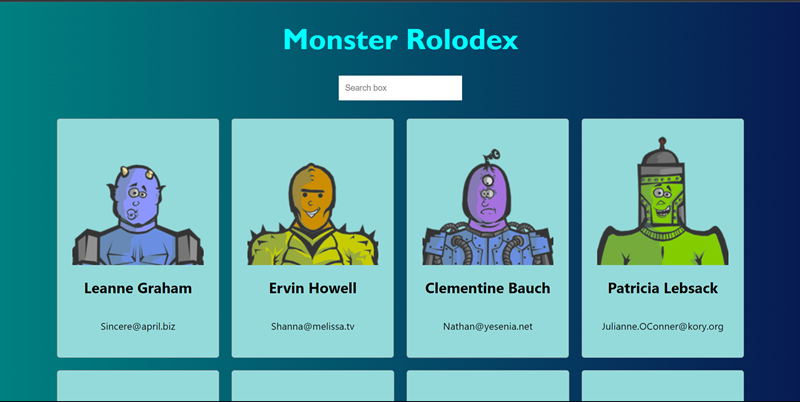 Monster Rolodex
Search box
Leanne Graham
Ervin Howell
Clementine Bauch
Patricia Lebsack
Sincere@april.biz
Shanna@melissa.tv
Nathan@yesenia.net
Julianne.OConner@kory.org